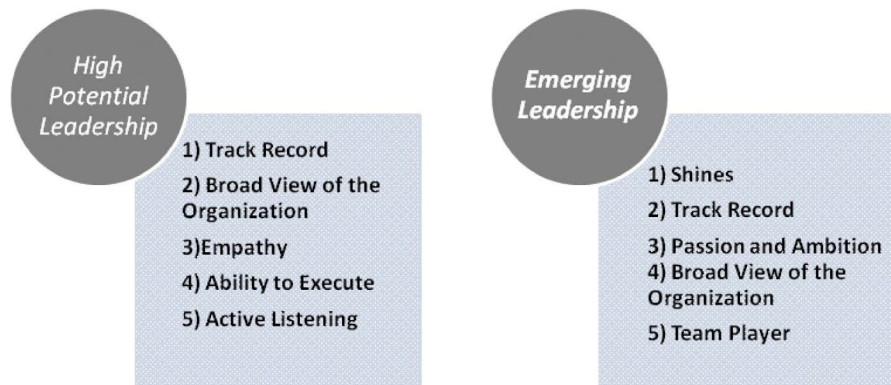 High
Potential
Leadership
1) Track Record
2) Broad View of the
Organization
3)Empathy
4) Ability to Execute
5) Active Listening
Emerging
Leadership
1) Shines
2) Track Record
3) Passion and Ambition
4) Broad View of the
Organization
5) Team Player